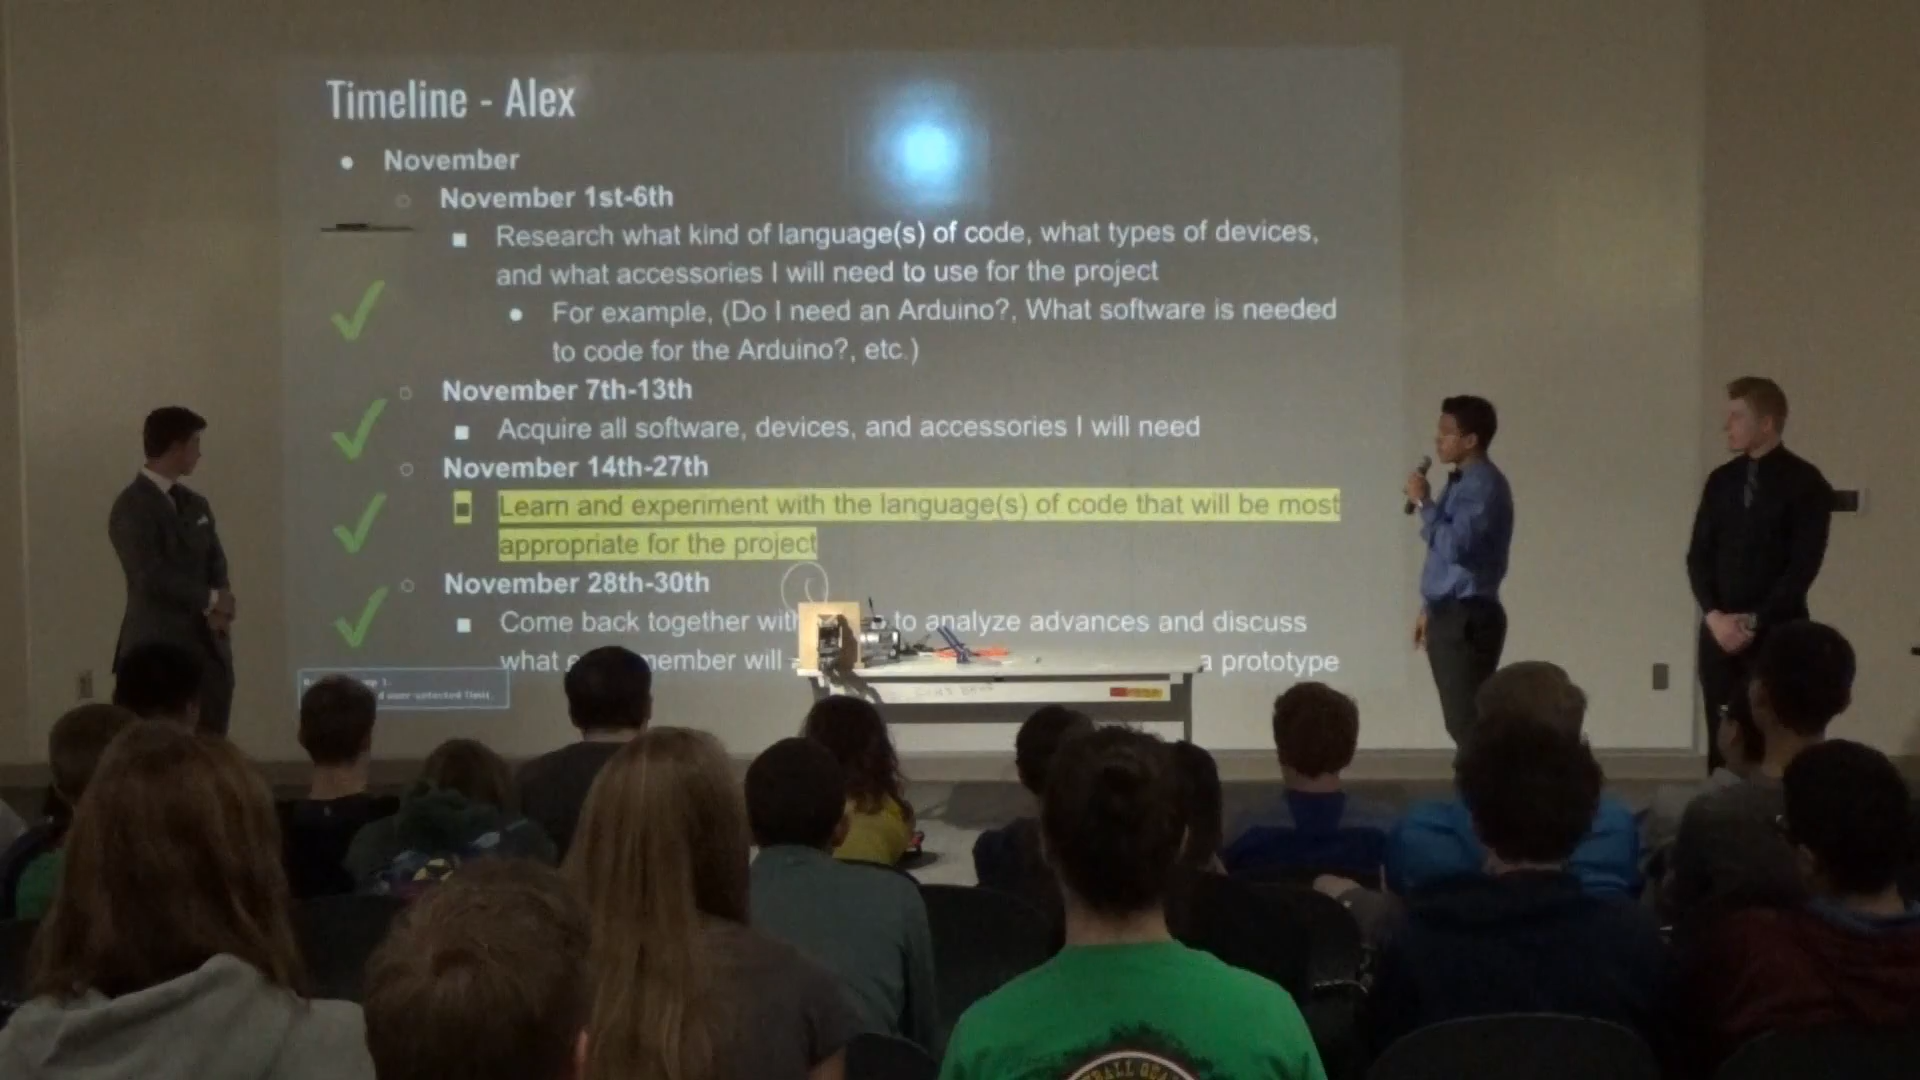 Timeline - Alex
● November
○ November 1st-6th
■ Research what kind of language(s) of code, what types of devices,
and what accessories I will need to use for the project
● For example, (Do I need an Arduino?, What software is needed
to code for the Arduino?, etc.)
○ November 7th-13th
■ Acquire all software, devices, and accessories I will need
○ November 14th-27th
■ Learn and experiment with the language(s) of code that will be most
appropriate for the project
○ November 28th-30th
■ Come back together with to analyze advances and discuss
what member will a prototype
user-selected limit.